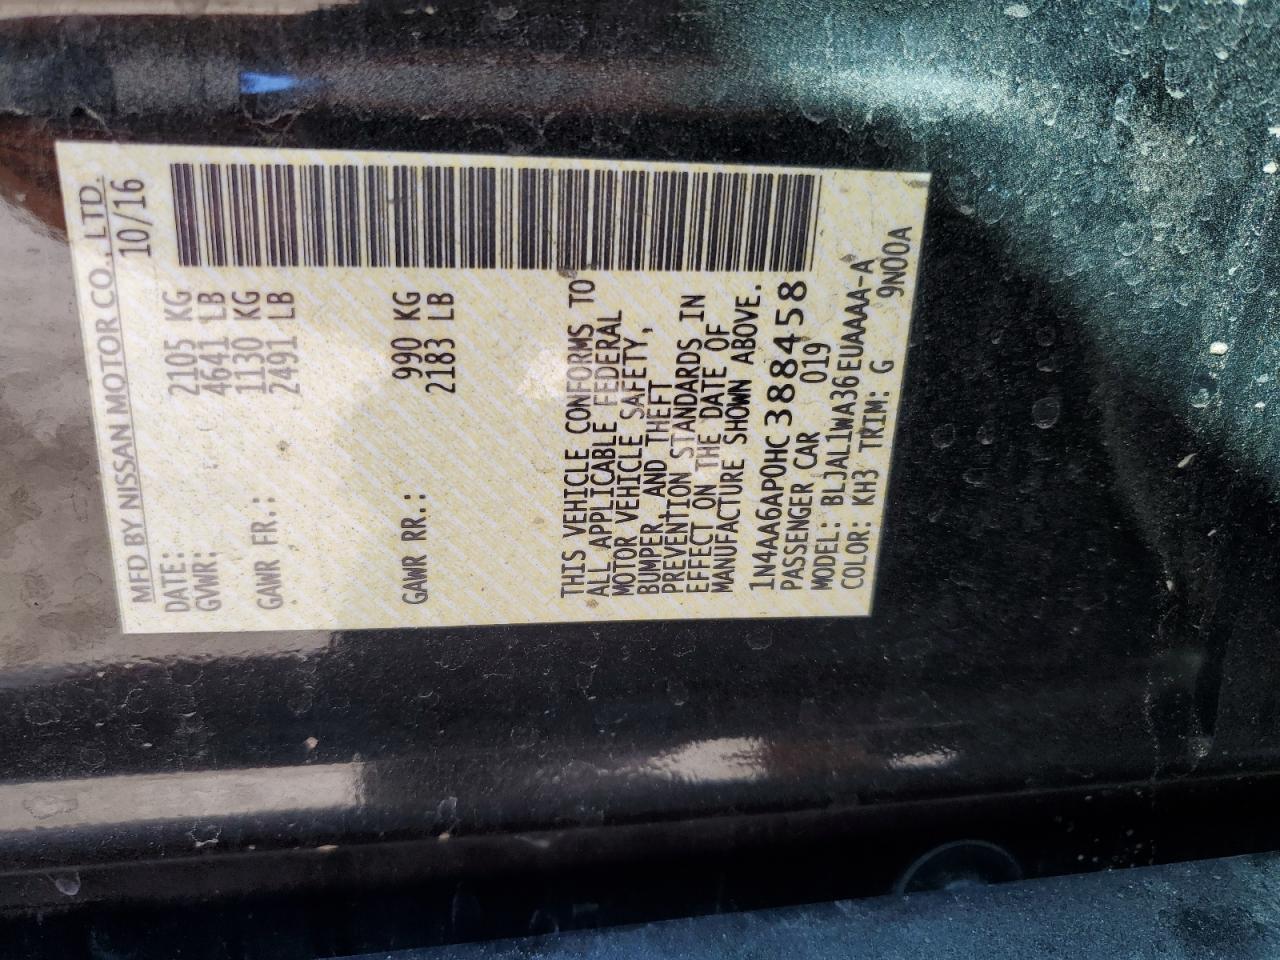 MFD BY NISSAN MOTOR CO., LTD.
DATE: 10/16
GVWR: 2105 KG
4641 LB
GAWR FR.: 1130 KG
2491 LB
GAWR RR.: 990 KG
2183 LB
THIS VEHICLE CONFORMS TO
ALL APPLICABLE FEDERAL
MOTOR VEHICLE SAFETY,
BUMPER, AND THEFT
PREVENTION STANDARDS IN
EFFECT ON THE DATE OF
MANUFACTURE SHOWN ABOVE.
1N4AA6AP0HC388458
PASSENGER CAR 019
MODEL: BLJAL1WA36EUAAAA-A
COLOR: KH3 TRIM: G 9N00A